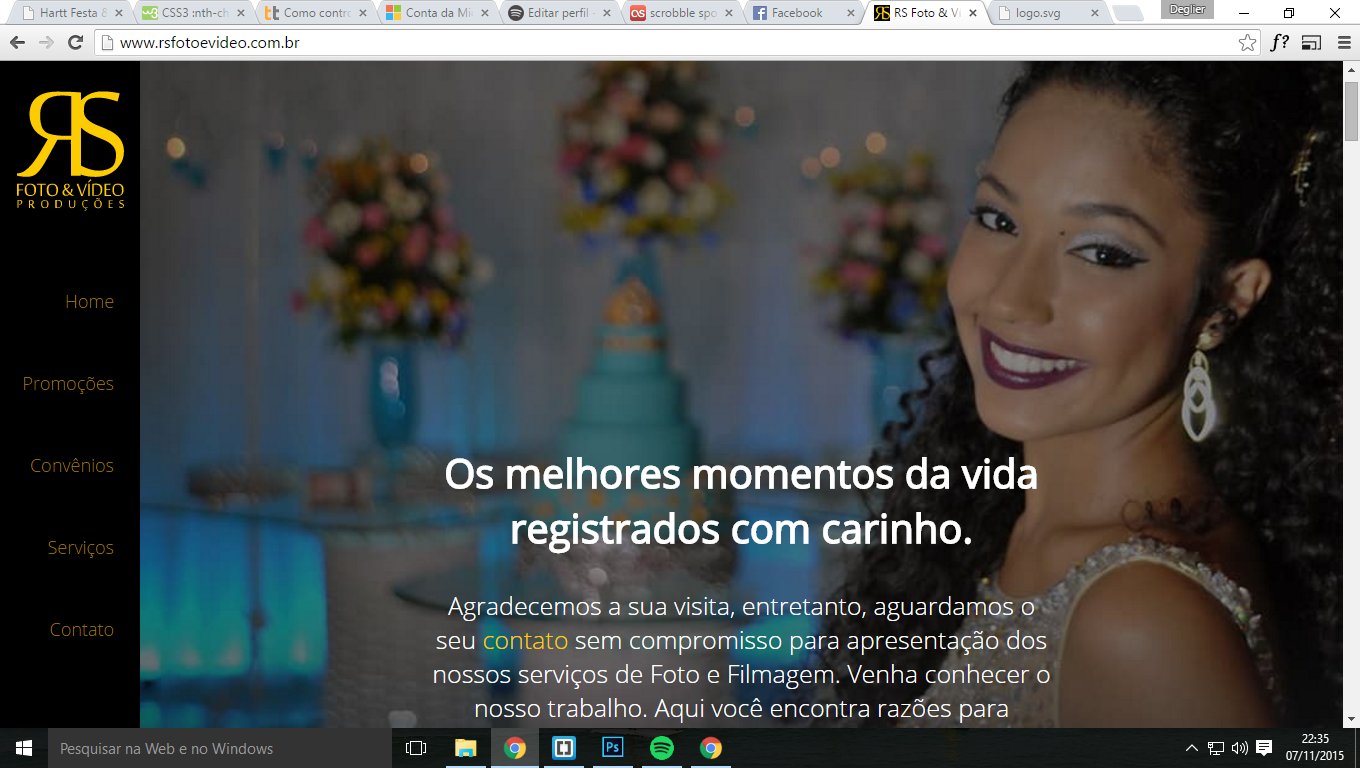 Hartt Festa &
CSS3 :nth-ch
Como contro
Conta da Mi
Editar perfil
scrobble spo
Facebook
RS Foto & Ví
logo.svg
Deglier
www.rsfotoevideo.com.br
f?
RS
FOTO & VÍDEO
PRODUÇÕES
Home
Promoções
Convênios
Serviços
Contato
Os melhores momentos da vida
registrados com carinho.
Agradecemos a sua visita, entretanto, aguardamos o
seu contato sem compromisso para apresentação dos
nossos serviços de Foto e Filmagem. Venha conhecer o
nosso trabalho. Aqui você encontra razões para
Pesquisar na Web e no Windows
Ps
22:35
07/11/2015